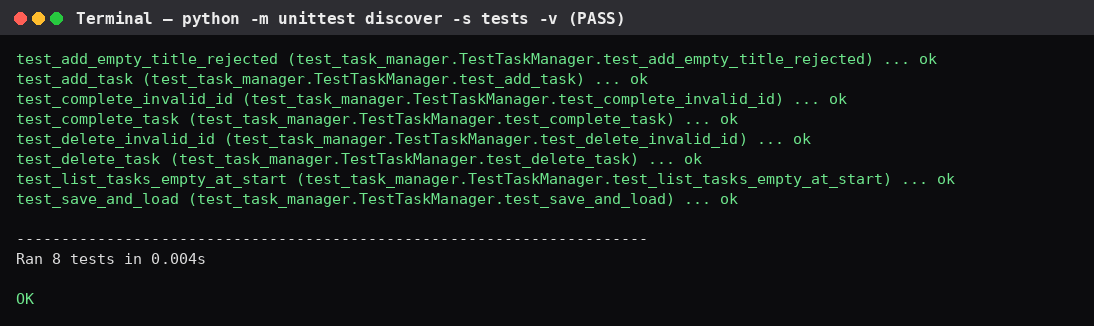 Terminal — python -m unittest discover -s tests -v (PASS)
test_add_empty_title_rejected (test_task_manager.TestTaskManager.test_add_empty_title_rejected) ... ok
test_add_task (test_task_manager.TestTaskManager.test_add_task) ... ok
test_complete_invalid_id (test_task_manager.TestTaskManager.test_complete_invalid_id) ... ok
test_complete_task (test_task_manager.TestTaskManager.test_complete_task) ... ok
test_delete_invalid_id (test_task_manager.TestTaskManager.test_delete_invalid_id) ... ok
test_delete_task (test_task_manager.TestTaskManager.test_delete_task) ... ok
test_list_tasks_empty_at_start (test_task_manager.TestTaskManager.test_list_tasks_empty_at_start) ... ok
test_save_and_load (test_task_manager.TestTaskManager.test_save_and_load) ... ok
----------------------------------------------------------------------
Ran 8 tests in 0.004s
OK